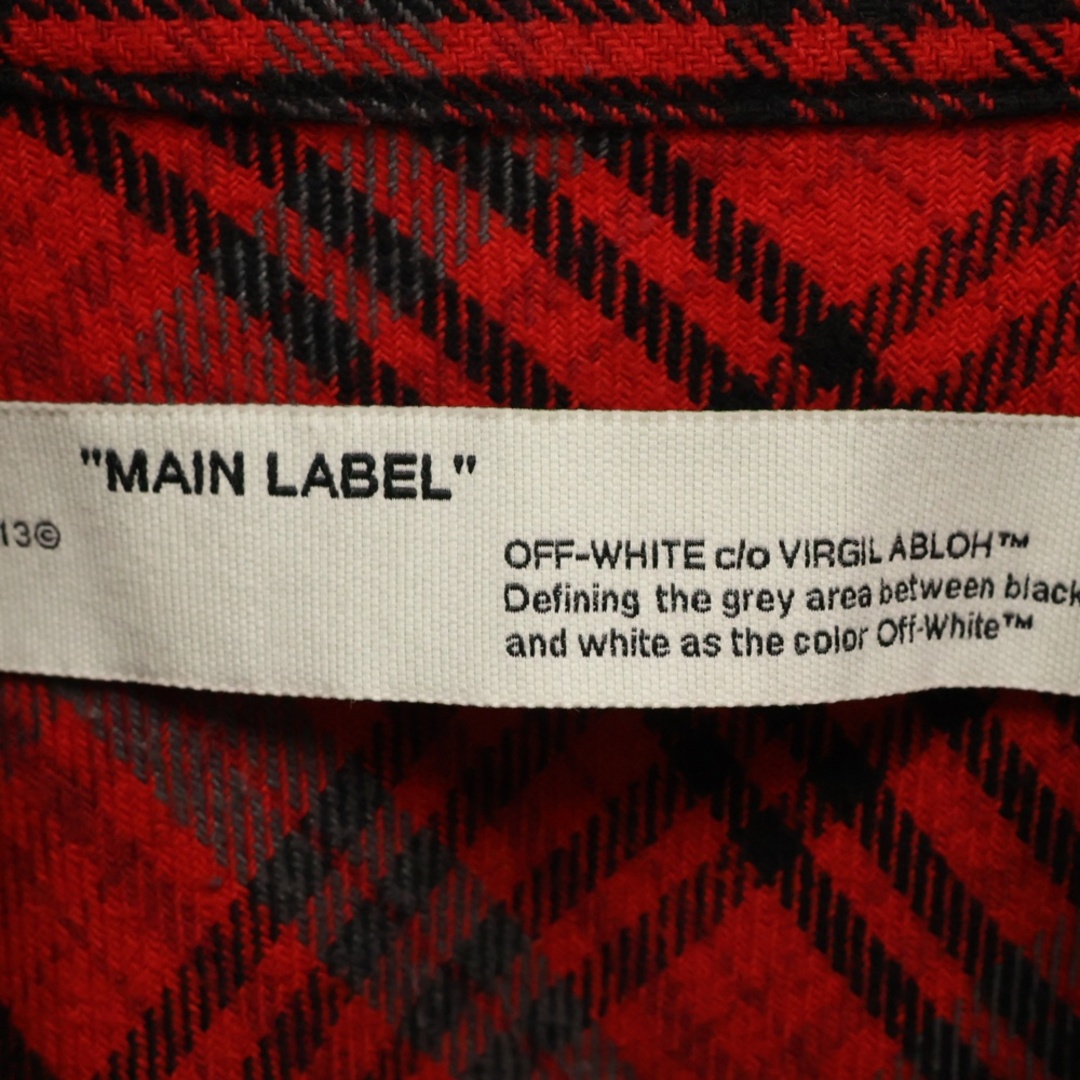 "MAIN LABEL"
13©
OFF-WHITE c/o VIRGIL ABLOH™
Defining the grey area between black
and white as the color Off-White™